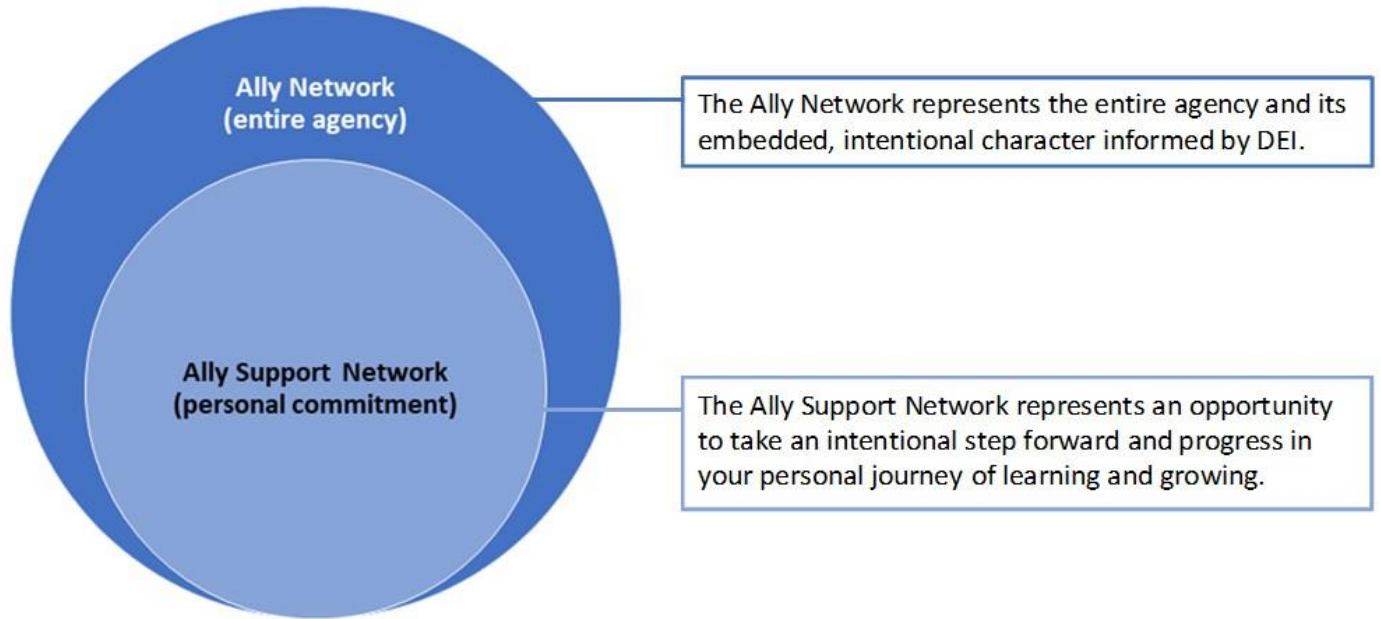 Ally Network
(entire agency)
The Ally Network represents the entire agency and its
embedded, intentional character informed by DEI.
Ally Support Network
(personal commitment)
The Ally Support Network represents an opportunity
to take an intentional step forward and progress in
your personal journey of learning and growing.